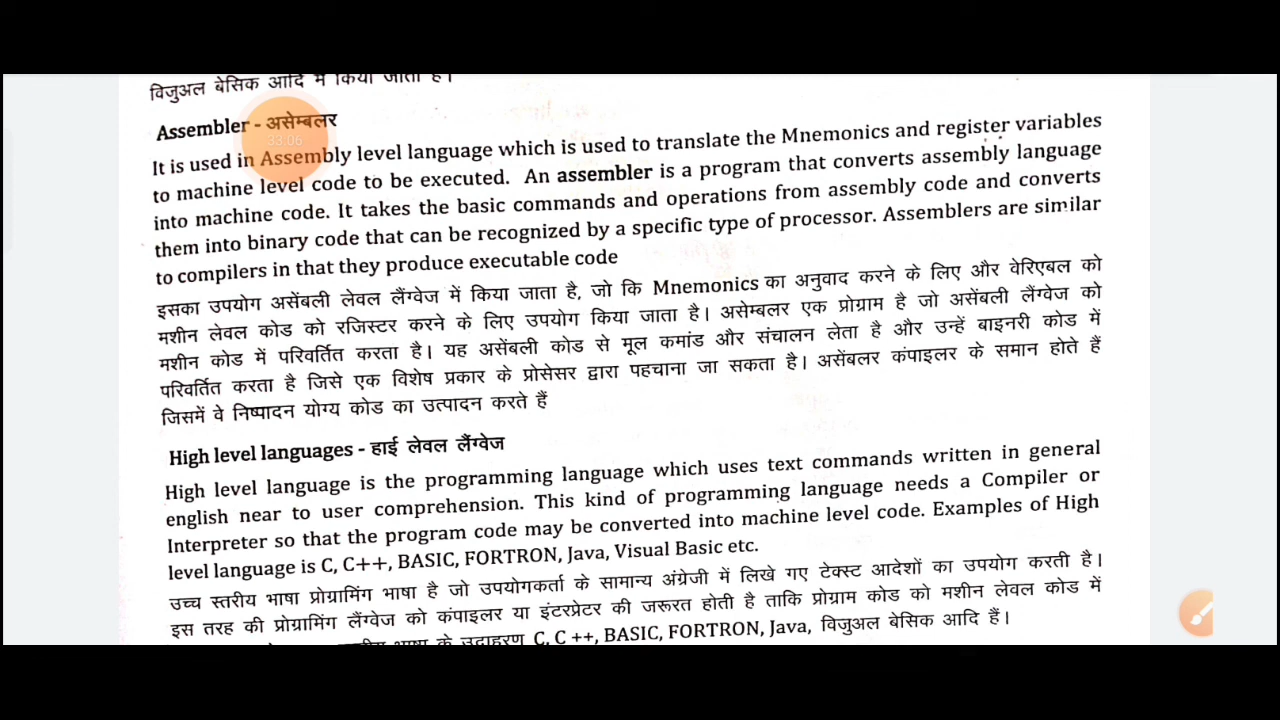 विजुअल बेसिक आदि में किया जाता है।
Assembler - असेम्बलर
33:06
It is used in Assembly level language which is used to translate the Mnemonics and register variables
to machine level code to be executed. An assembler is a program that converts assembly language
into machine code. It takes the basic commands and operations from assembly code and converts
them into binary code that can be recognized by a specific type of processor. Assemblers are similar
to compilers in that they produce executable code
इसका उपयोग असेंबली लेवल लैंग्वेज में किया जाता है, जो कि Mnemonics का अनुवाद करने के लिए और वेरिएबल को
मशीन लेवल कोड को रजिस्टर करने के लिए उपयोग किया जाता है। असेम्बलर एक प्रोग्राम है जो असेंबली लैंग्वेज को
मशीन कोड में परिवर्तित करता है। यह असेंबली कोड से मूल कमांड और संचालन लेता है और उन्हें बाइनरी कोड में
परिवर्तित करता है जिसे एक विशेष प्रकार के प्रोसेसर द्वारा पहचाना जा सकता है। असेंबलर कंपाइलर के समान होते हैं
जिसमें वे निष्पादन योग्य कोड का उत्पादन करते हैं
High level languages - हाई लेवल लैंग्वेज
High level language is the programming language which uses text commands written in general
english near to user comprehension. This kind of programming language needs a Compiler or
Interpreter so that the program code may be converted into machine level code. Examples of High
level language is C, C++, BASIC, FORTRON, Java, Visual Basic etc.
उच्च स्तरीय भाषा प्रोग्रामिंग भाषा है जो उपयोगकर्ता के सामान्य अंग्रेजी में लिखे गए टेक्स्ट आदेशों का उपयोग करती है।
इस तरह की प्रोग्रामिंग लैंग्वेज को कंपाइलर या इंटरप्रेटर की जरूरत होती है ताकि प्रोग्राम कोड को मशीन लेवल कोड में
भाषा के उदाहरण C, C ++, BASIC, FORTRON, Java, विजुअल बेसिक आदि हैं।